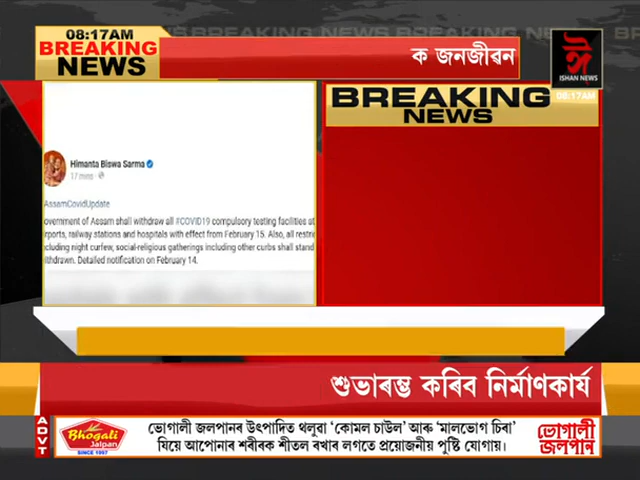 08:17AM
BREAKING
NEWS
ক জনজীৱন
ISHAN NEWS
08:17AM
BREAKING
NEWS
Himanta Biswa Sarma
17 mins
AssamCovidUpdate
overnment of Assam shall withdraw all #COVID19 compulsory testing facilities at
rports, railway stations and hospitals with effect from February 15. Also, all restric
cluding night curfew, social-religious gatherings including other curbs shall stand
ithdrawn. Detailed notification on February 14.
শুভাৰম্ভ কৰিব নিৰ্মাণকাৰ্য
ADVT
Bhogali
Jalpan
SINCE 1997
ভোগালী জলপানৰ উৎপাদিত থলুৱা ‘কোমল চাউল’ আৰু ‘মালভোগ চিৰা’
যিয়ে আপোনাৰ শৰীৰক শীতল ৰখাৰ লগতে প্ৰয়োজনীয় পুষ্টি যোগায়।
ভোগালী
জলপান